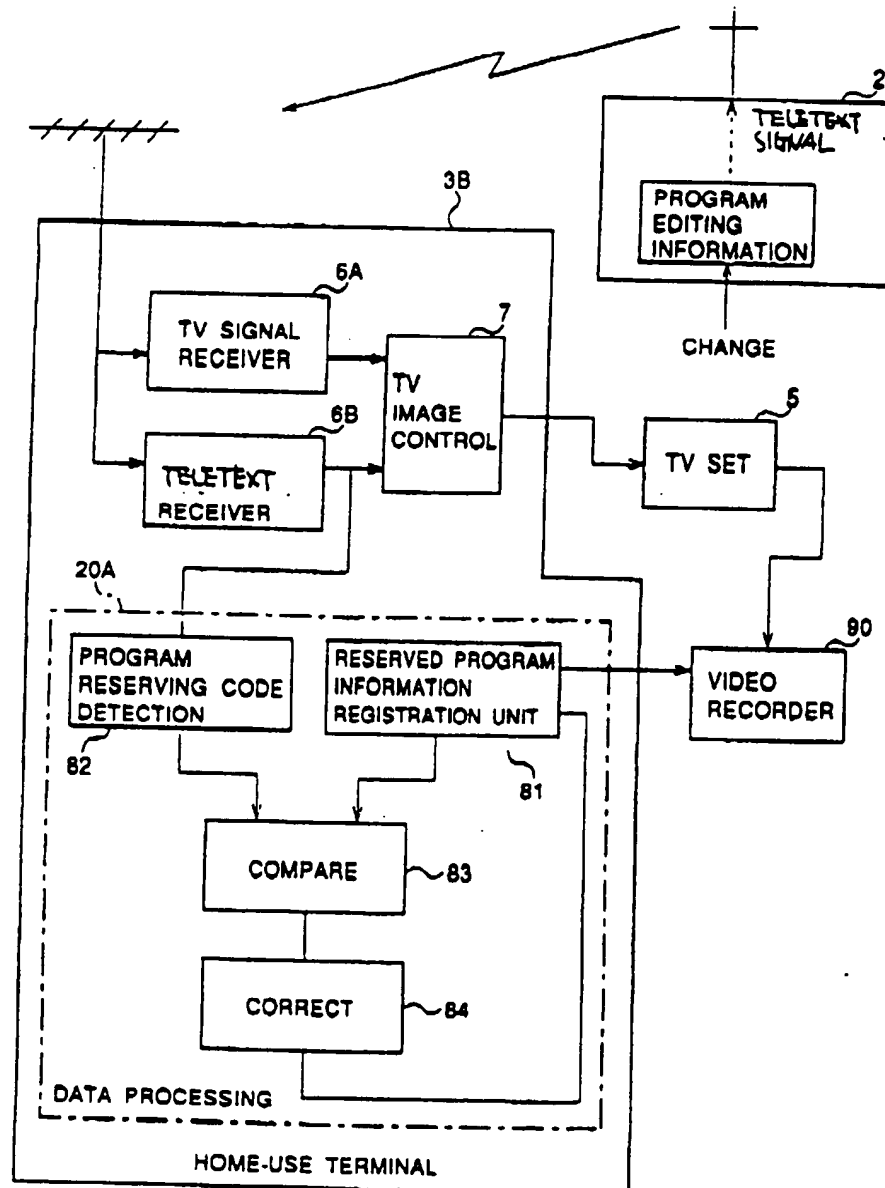 2
TELETEXT
SIGNAL
PROGRAM
EDITING
INFORMATION
CHANGE
3B
6A
TV SIGNAL
RECEIVER
7
TV
IMAGE
CONTROL
6B
TELETEXT
RECEIVER
5
TV SET
20A
PROGRAM
RESERVING CODE
DETECTION
82
RESERVED PROGRAM
INFORMATION
REGISTRATION UNIT
81
90
VIDEO
RECORDER
COMPARE
83
CORRECT
84
DATA PROCESSING
HOME-USE TERMINAL